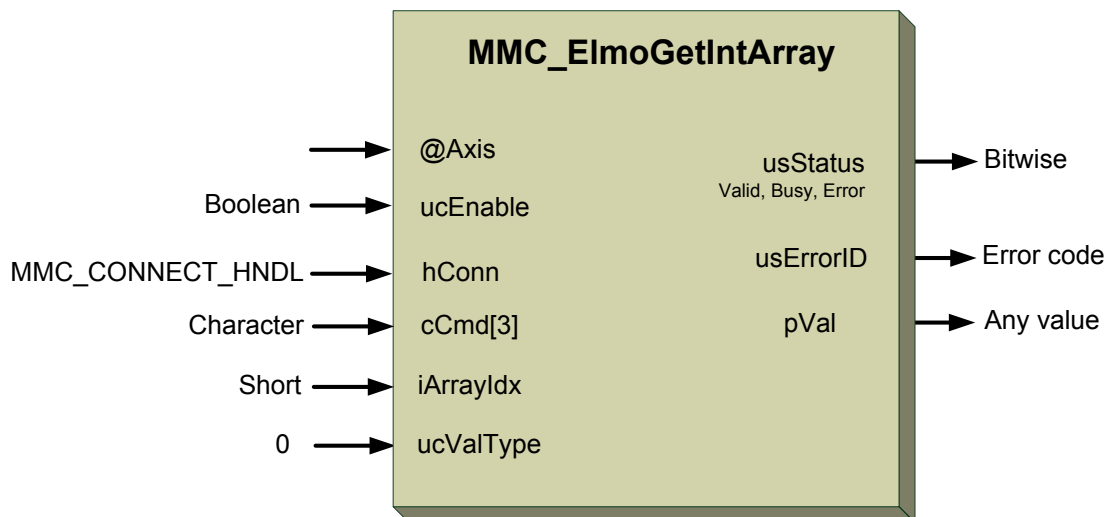 MMC_ElmoGetIntArray
@Axis
usStatus
Bitwise
Valid, Busy, Error
Boolean
ucEnable
MMC_CONNECT_HNDL
hConn
usErrorID
Error code
Character
cCmd[3]
pVal
Any value
Short
iArrayIdx
0
ucValType